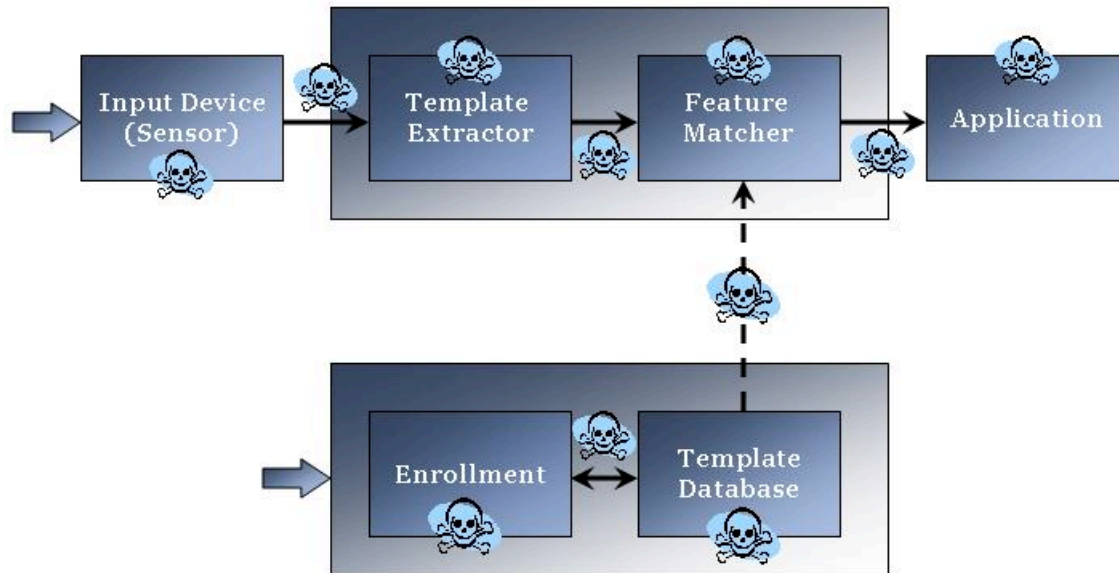 Input Device
(Sensor)
Template
Extractor
Feature
Matcher
Application
Enrollment
Template
Database